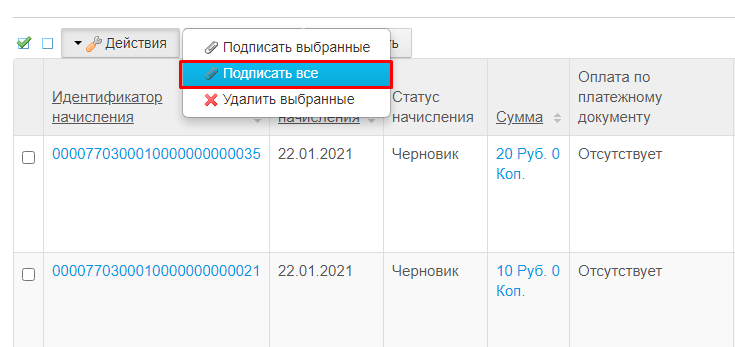 Действия
Подписать выбранные
ть
Подписать все
Удалить выбранные
Идентификатор
начисления
начисления
Статус
начисления
Сумма
Оплата по
платежному
документу
0000770300010000000000035
22.01.2021
Черновик
20 Руб. 0
Коп.
Отсутствует
0000770300010000000000021
22.01.2021
Черновик
10 Руб. 0
Коп.
Отсутствует